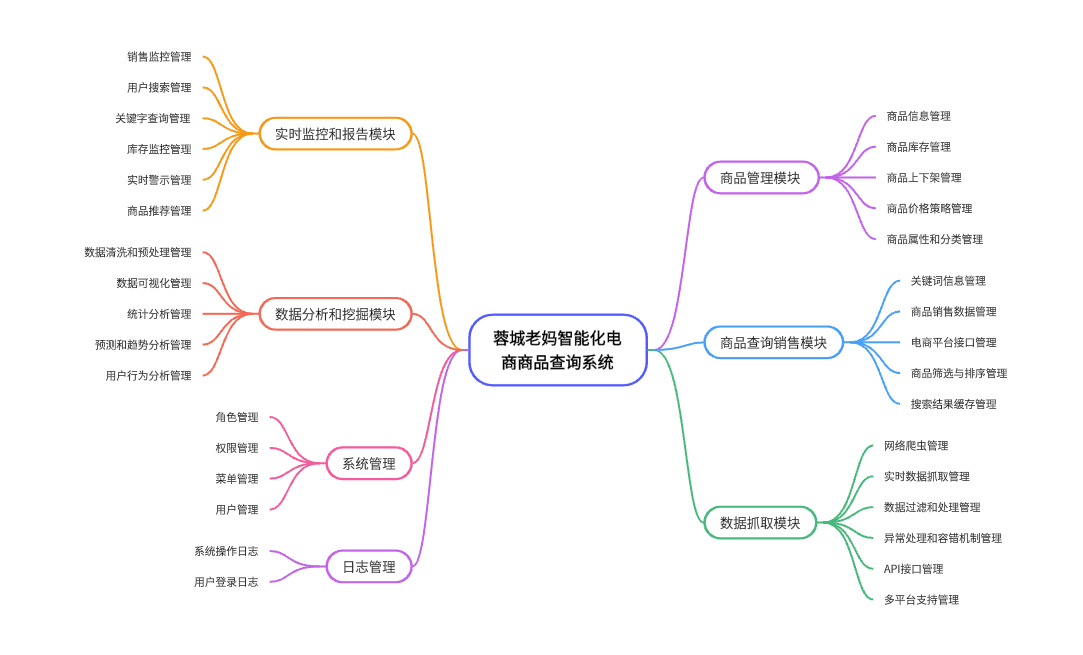 蓉城老妈智能化电
商商品查询系统
实时监控和报告模块
销售监控管理
用户搜索管理
关键字查询管理
库存监控管理
实时警示管理
商品推荐管理
数据分析和挖掘模块
数据清洗和预处理管理
数据可视化管理
统计分析管理
预测和趋势分析管理
用户行为分析管理
系统管理
角色管理
权限管理
菜单管理
用户管理
日志管理
系统操作日志
用户登录日志
商品管理模块
商品信息管理
商品库存管理
商品上下架管理
商品价格策略管理
商品属性和分类管理
商品查询销售模块
关键词信息管理
商品销售数据管理
电商平台接口管理
商品筛选与排序管理
搜索结果缓存管理
数据抓取模块
网络爬虫管理
实时数据抓取管理
数据过滤和处理管理
异常处理和容错机制管理
API接口管理
多平台支持管理